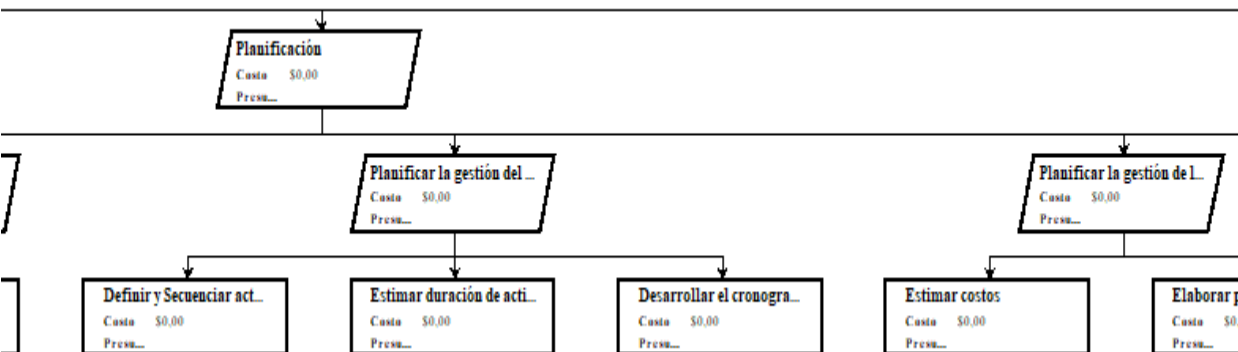 Planificación
Costo $0,00
Presu...
Planificar la gestión del ...
Costo $0,00
Presu...
Planificar la gestión de l...
Costo $0,00
Presu...
Definir y Secuenciar act...
Costo $0,00
Presu...
Estimar duración de acti...
Costo $0,00
Presu...
Desarrollar el cronogra...
Costo $0,00
Presu...
Estimar costos
Costo $0,00
Presu...
Elaborar p
Costo $0,
Presu...